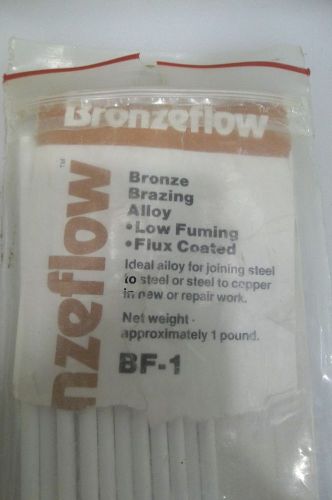 Bronzeflow
nzeflow™
Bronze
Brazing
Alloy
•Low Fuming
•Flux Coated
Ideal alloy for joining steel
to steel or steel to copper
in new or repair work.
Net weight -
approximately 1 pound.
BF-1